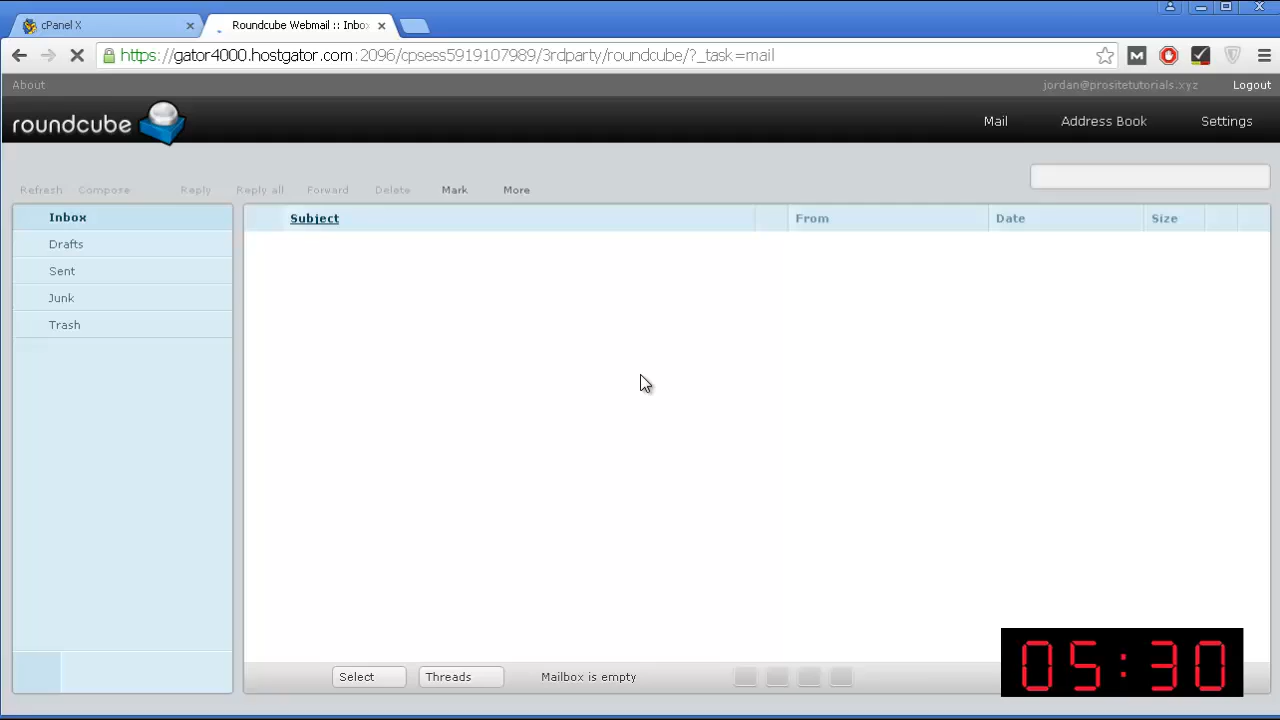 cPanel X
Roundcube Webmail :: Inbo
https://gator4000.hostgator.com:2096/cpsess5919107989/3rdparty/roundcube/?_task=mail
About
jordan@prositetutorials.xyz
Logout
roundcube
Mail
Address Book
Settings
Refresh
Compose
Reply
Reply all
Forward
Delete
Mark
More
Inbox
Subject
From
Date
Size
Drafts
Sent
Junk
Trash
Select
Threads
Mailbox is empty
05:30